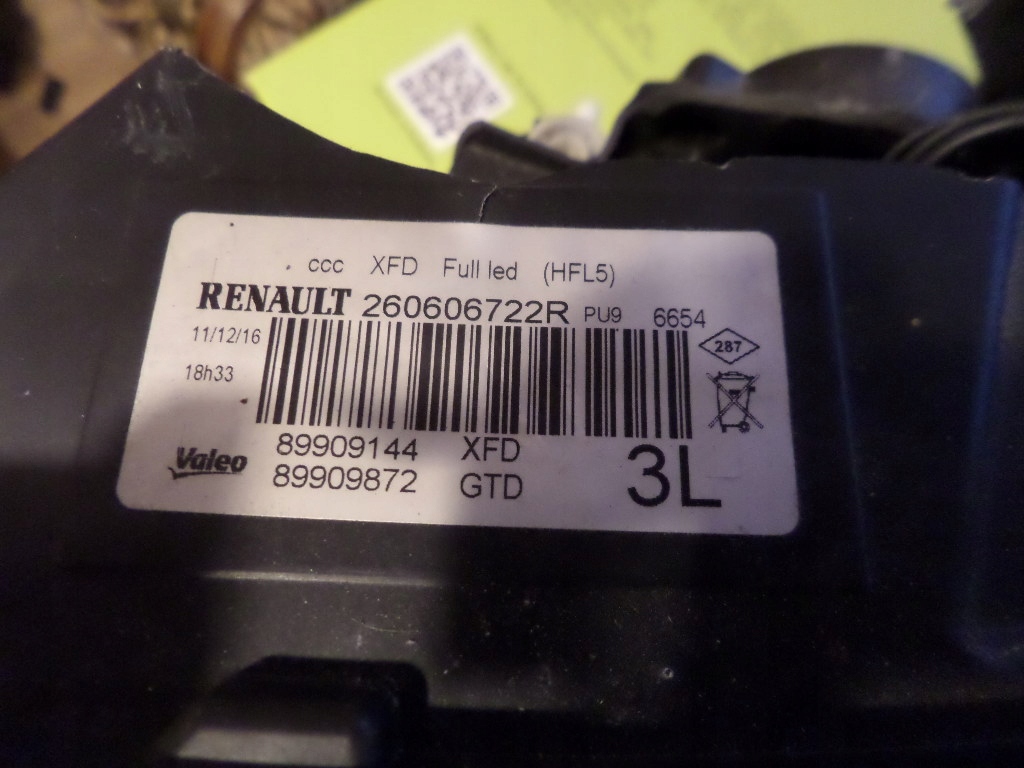 ccc XFD Full led (HFL5)
RENAULT 260606722R PU9 6654
11/12/16
287
18h33
89909144 XFD
Valeo
89909872 GTD
3L